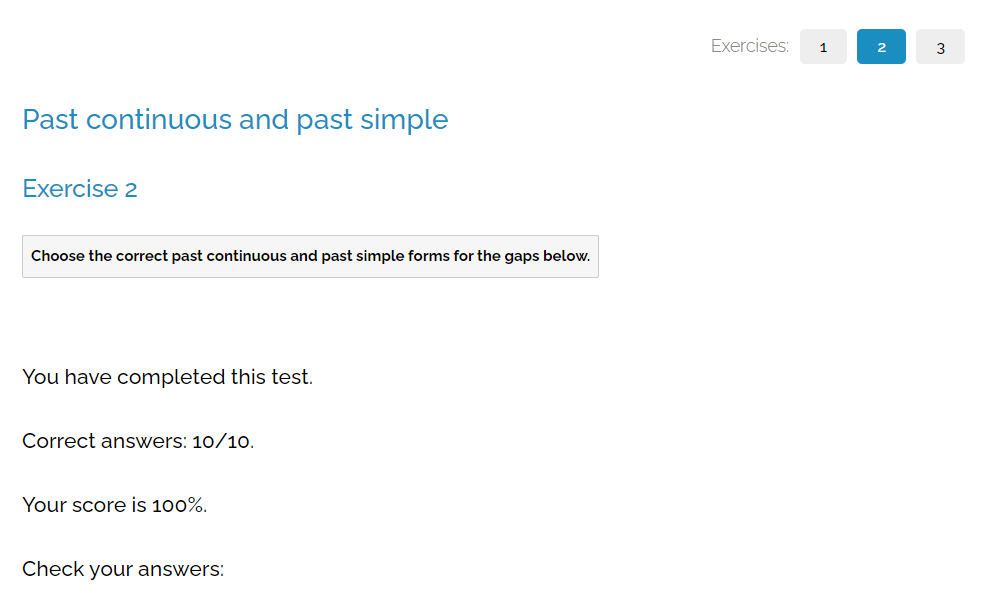 Exercises: 1 2 3
Past continuous and past simple
Exercise 2
Choose the correct past continuous and past simple forms for the gaps below.
You have completed this test.
Correct answers: 10/10.
Your score is 100%.
Check your answers: